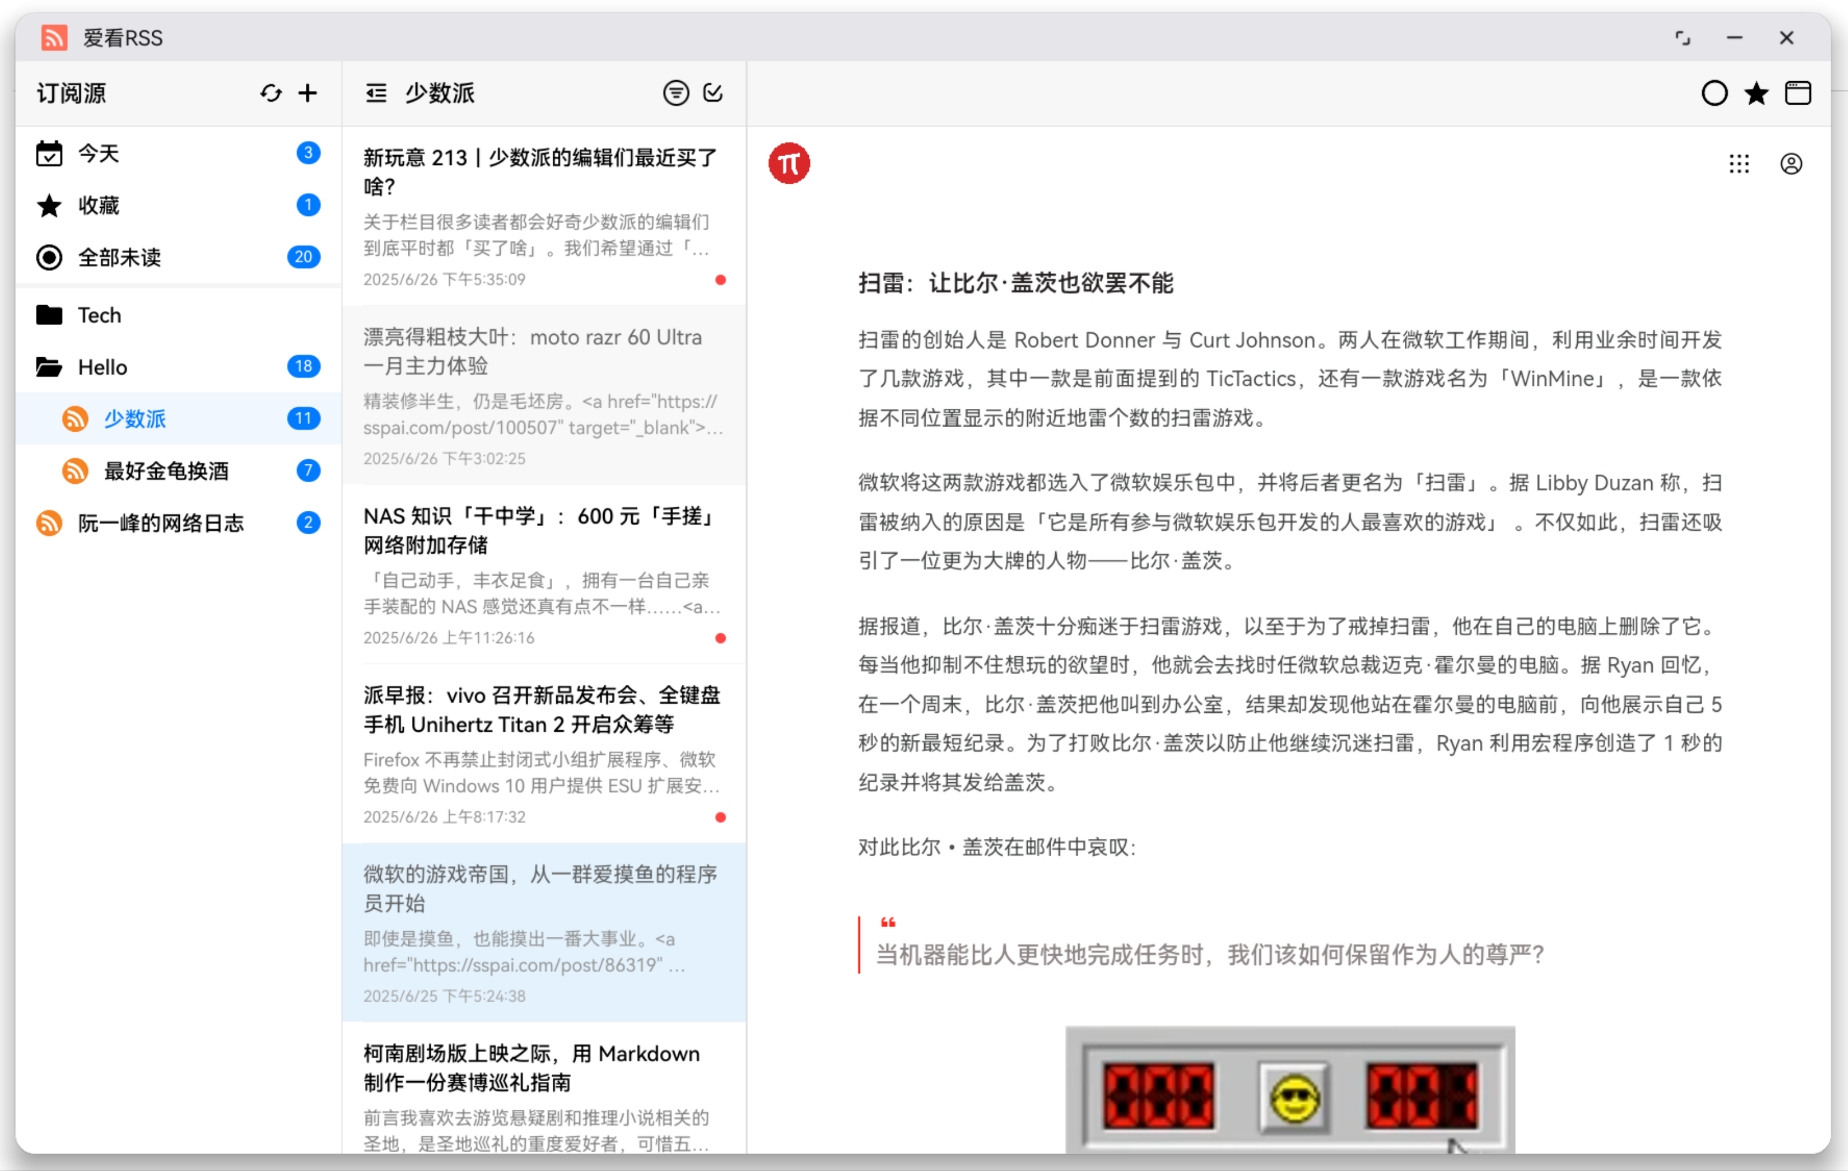 爱看RSS
订阅源
今天
3
收藏
1
全部未读
20
Tech
Hello
18
少数派
11
最好金龟换酒
7
阮一峰的网络日志
2
少数派
新玩意 213丨少数派的编辑们最近买了
啥?
关于栏目很多读者都会好奇少数派的编辑们
到底平时都「买了啥」。我们希望通过「...
2025/6/26 下午5:35:09
漂亮得粗枝大叶：moto razr 60 Ultra
一月主力体验
精装修半生，仍是毛坯房。<a href="https://
sspai.com/post/100507" target="_blank">...
2025/6/26 下午3:02:25
NAS 知识「干中学」：600 元「手搓」
网络附加存储
「自己动手，丰衣足食」，拥有一台自己亲
手装配的 NAS 感觉还真有点不一样……<a...
2025/6/26 上午11:26:16
派早报：vivo 召开新品发布会、全键盘
手机 Unihertz Titan 2 开启众筹等
Firefox 不再禁止封闭式小组扩展程序、微软
免费向 Windows 10 用户提供 ESU 扩展安...
2025/6/26 上午8:17:32
微软的游戏帝国，从一群爱摸鱼的程序
员开始
即使是摸鱼，也能摸出一番大事业。<a
href="https://sspai.com/post/86319" ...
2025/6/25 下午5:24:38
柯南剧场版上映之际，用 Markdown
制作一份赛博巡礼指南
前言我喜欢去游览悬疑剧和推理小说相关的
圣地，是圣地巡礼的重度爱好者，可惜五...
π
扫雷：让比尔·盖茨也欲罢不能
扫雷的创始人是 Robert Donner 与 Curt Johnson。两人在微软工作期间，利用业余时间开发
了几款游戏，其中一款是前面提到的 TicTactics，还有一款游戏名为「WinMine」，是一款依
据不同位置显示的附近地雷个数的扫雷游戏。
微软将这两款游戏都选入了微软娱乐包中，并将后者更名为「扫雷」。据 Libby Duzan 称，扫
雷被纳入的原因是「它是所有参与微软娱乐包开发的人最喜欢的游戏」 。不仅如此，扫雷还吸
引了一位更为大牌的人物——比尔·盖茨。
据报道，比尔·盖茨十分痴迷于扫雷游戏，以至于为了戒掉扫雷，他在自己的电脑上删除了它。
每当他抑制不住想玩的欲望时，他就会去找时任微软总裁迈克·霍尔曼的电脑。据 Ryan 回忆，
在一个周末，比尔·盖茨把他叫到办公室，结果却发现他站在霍尔曼的电脑前，向他展示自己 5
秒的新最短纪录。为了打败比尔·盖茨以防止他继续沉迷扫雷，Ryan 利用宏程序创造了 1 秒的
纪录并将其发给盖茨。
对此比尔 • 盖茨在邮件中哀叹:
❝
当机器能比人更快地完成任务时，我们该如何保留作为人的尊严？
000
001